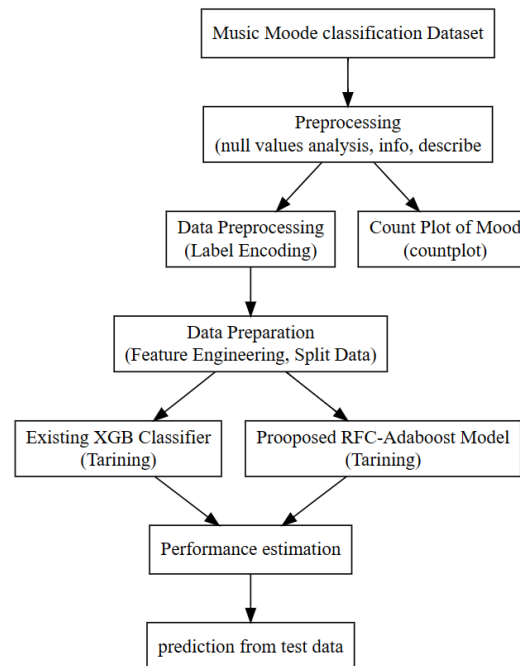 Music Moode classification Dataset
Preprocessing
(null values analysis, info, describe
Data Preprocessing
(Label Encoding)
Count Plot of Mood
(countplot)
Data Preparation
(Feature Engineering, Split Data)
Existing XGB Classifier
(Tarining)
Prooposed RFC-Adaboost Model
(Tarining)
Performance estimation
prediction from test data